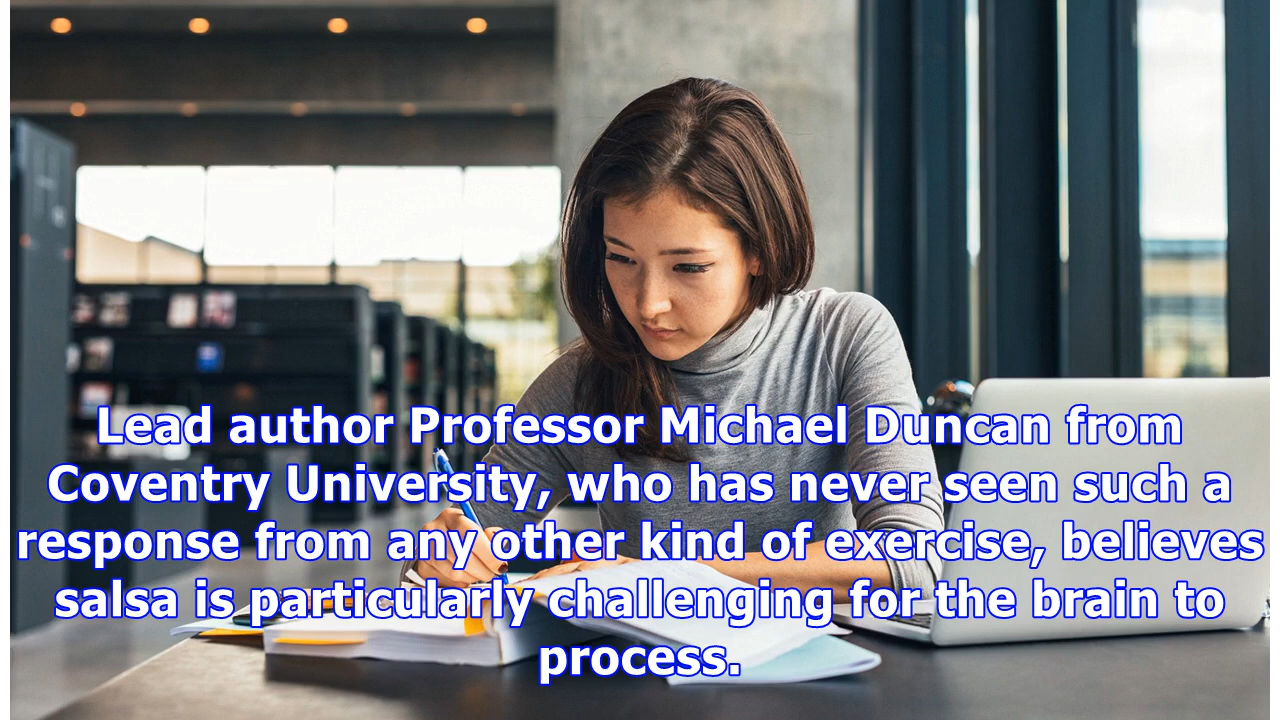 Lead author Professor Michael Duncan from
Coventry University, who has never seen such a
response from any other kind of exercise, believes
salsa is particularly challenging for the brain to
process.